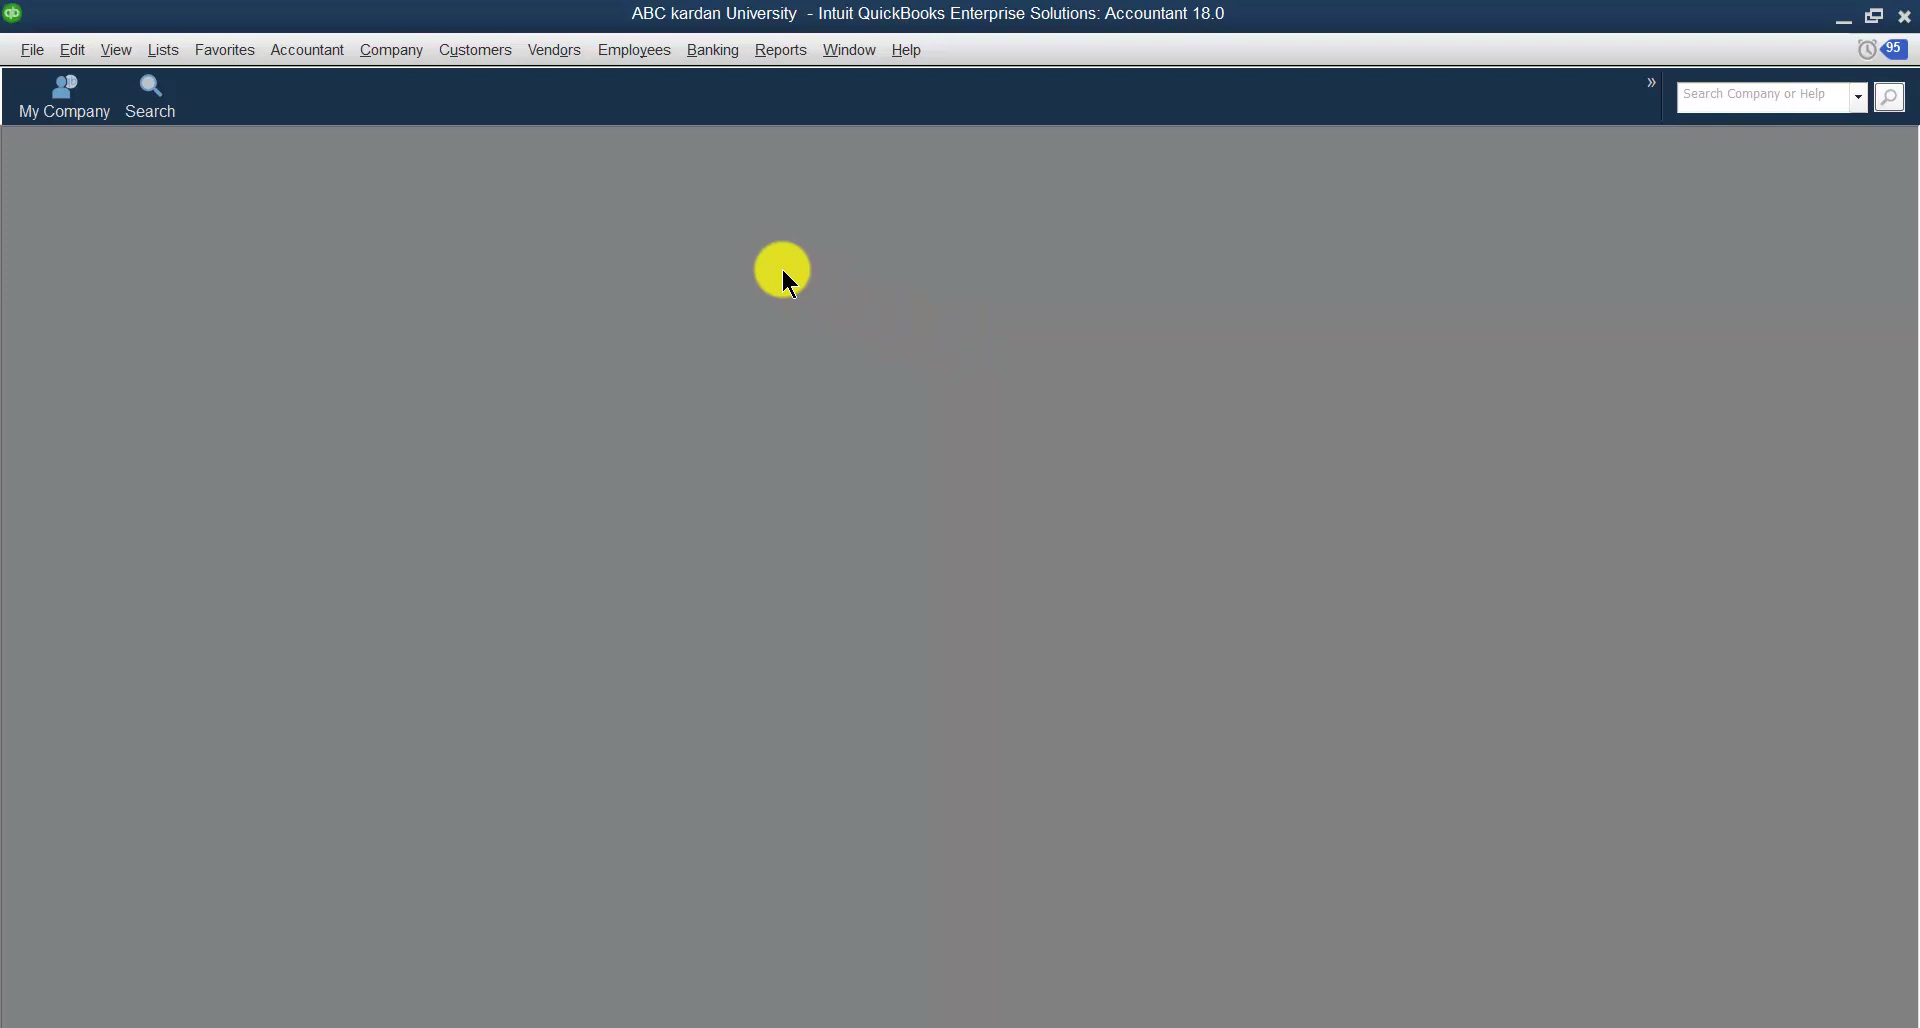 ABC kardan University - Intuit QuickBooks Enterprise Solutions: Accountant 18.0
File Edit View Lists Favorites Accountant Company Customers Vendors Employees Banking Reports Window Help 95
My Company Search » Search Company or Help